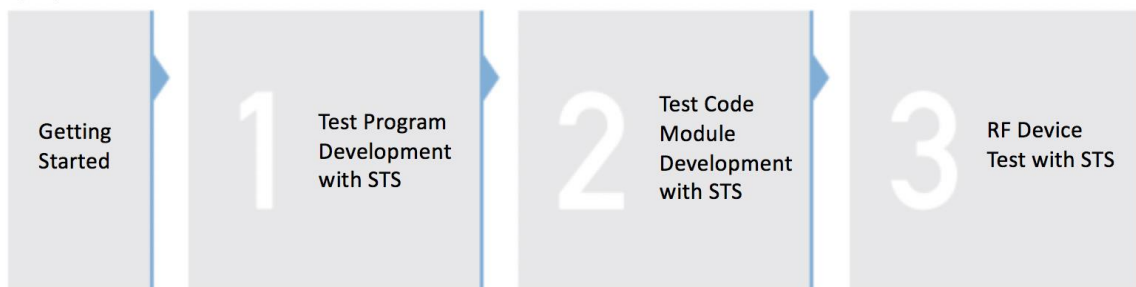 Getting
Started
1
Test Program
Development
with STS
2
Test Code
Module
Development
with STS
3
RF Device
Test with STS